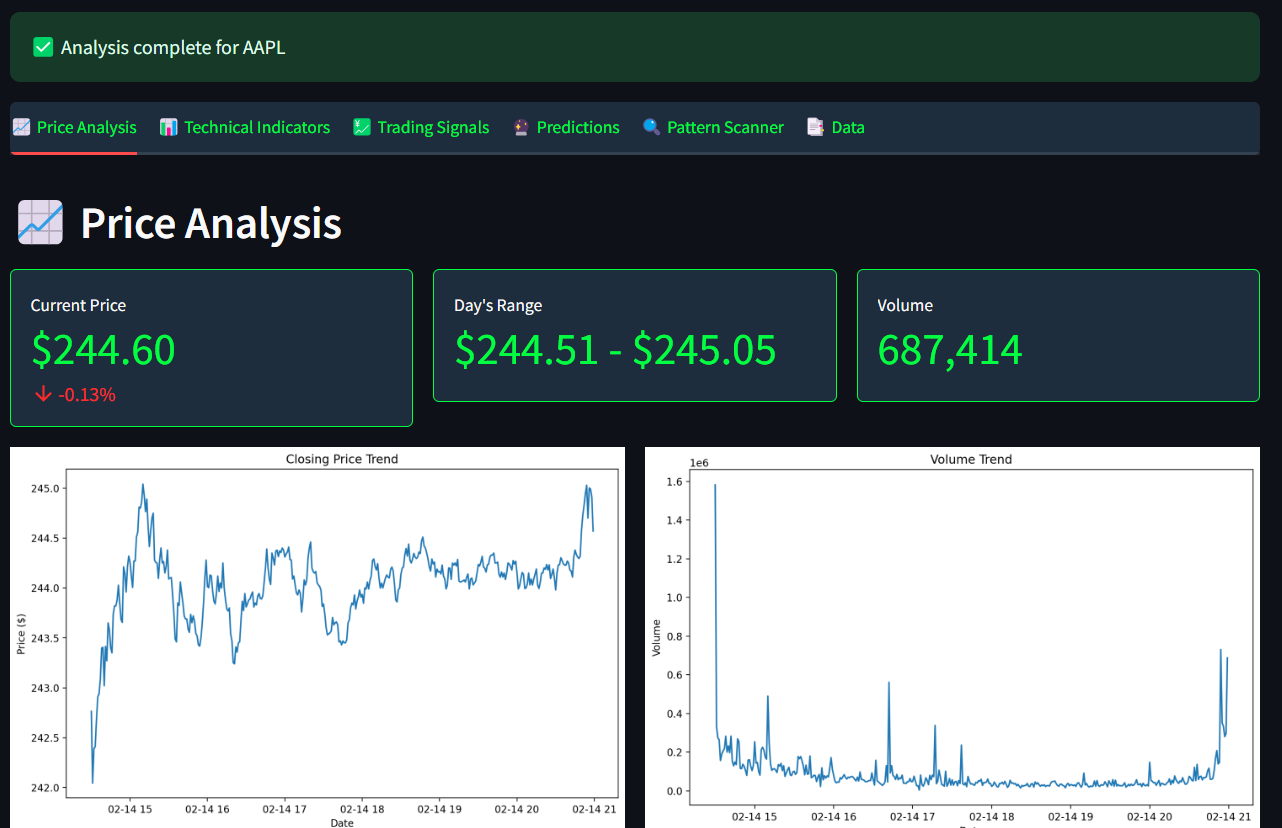 Analysis complete for AAPL
Price Analysis Technical Indicators Trading Signals Predictions Pattern Scanner Data
Price Analysis
Current Price
$244.60
↓ -0.13%
Day's Range
$244.51 - $245.05
Volume
687,414
Closing Price Trend
245.0
244.5
244.0
243.5
243.0
242.5
242.0
Price ($)
02-14 15 02-14 16 02-14 17 02-14 18 02-14 19 02-14 20 02-14 21
Date
Volume Trend
1e6
1.6
1.4
1.2
1.0
0.8
0.6
0.4
0.2
0.0
Volume
02-14 15 02-14 16 02-14 17 02-14 18 02-14 19 02-14 20 02-14 21